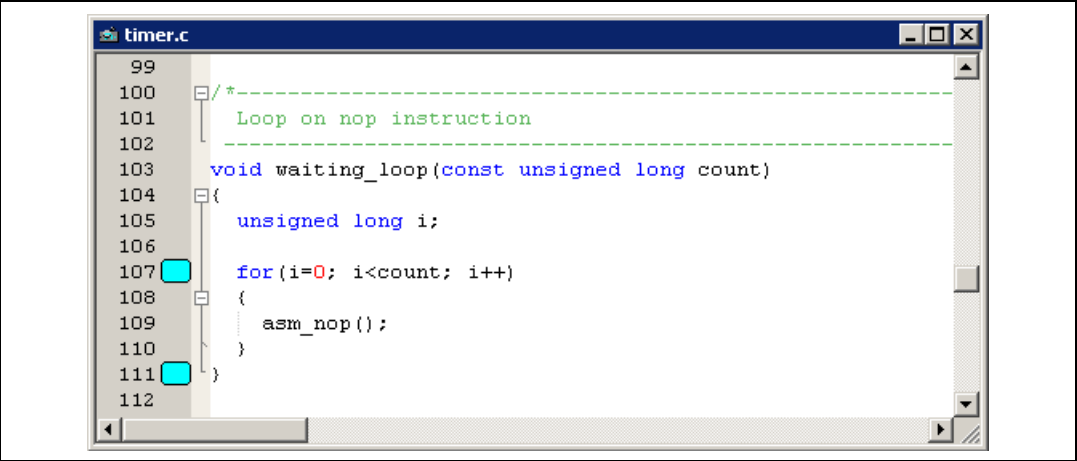 timer.c
99
100 /*--------------------------------------------------------
101 Loop on nop instruction
102 ---------------------------------------------------------
103 void waiting_loop(const unsigned long count)
104 {
105 unsigned long i;
106
107 for(i=0; i<count; i++)
108 {
109 asm_nop();
110 }
111 }
112